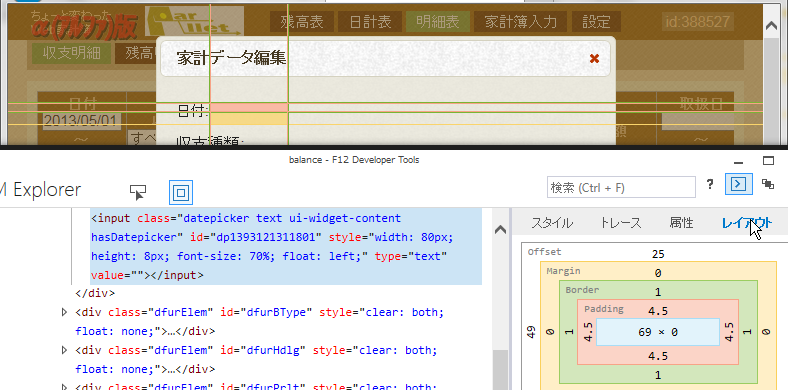 ちょっと変わった
α(アルファ)版
Parllet.
残高表 日計表 明細表 家計簿入力 設定
id:388527
収支明細 残高
家計データ編集
日付
取扱日
日付:
2013/05/01
すべ
収支種類:
額
～
～
balance - F12 Developer Tools
M Explorer
検索 (Ctrl + F)
?
スタイル トレース 属性 レイアウト
<input class="datepicker text ui-widget-content
hasDatepicker" id="dp1393121311801" style="width: 80px;
height: 8px; font-size: 70%; float: left;" type="text"
value=""></input>
</div>
<div class="dfurElem" id="dfurBType" style="clear: both;
float: none;">…</div>
<div class="dfurElem" id="dfurHdlg" style="clear: both;
float: none;">…</div>
<div class="dfurElem" id="dfurPrlt" style="clear: both;
Offset 25
Margin 0
Border 1
Padding 4.5
49 0 1 4.5 69 × 0 4.5 1 0
4.5
1